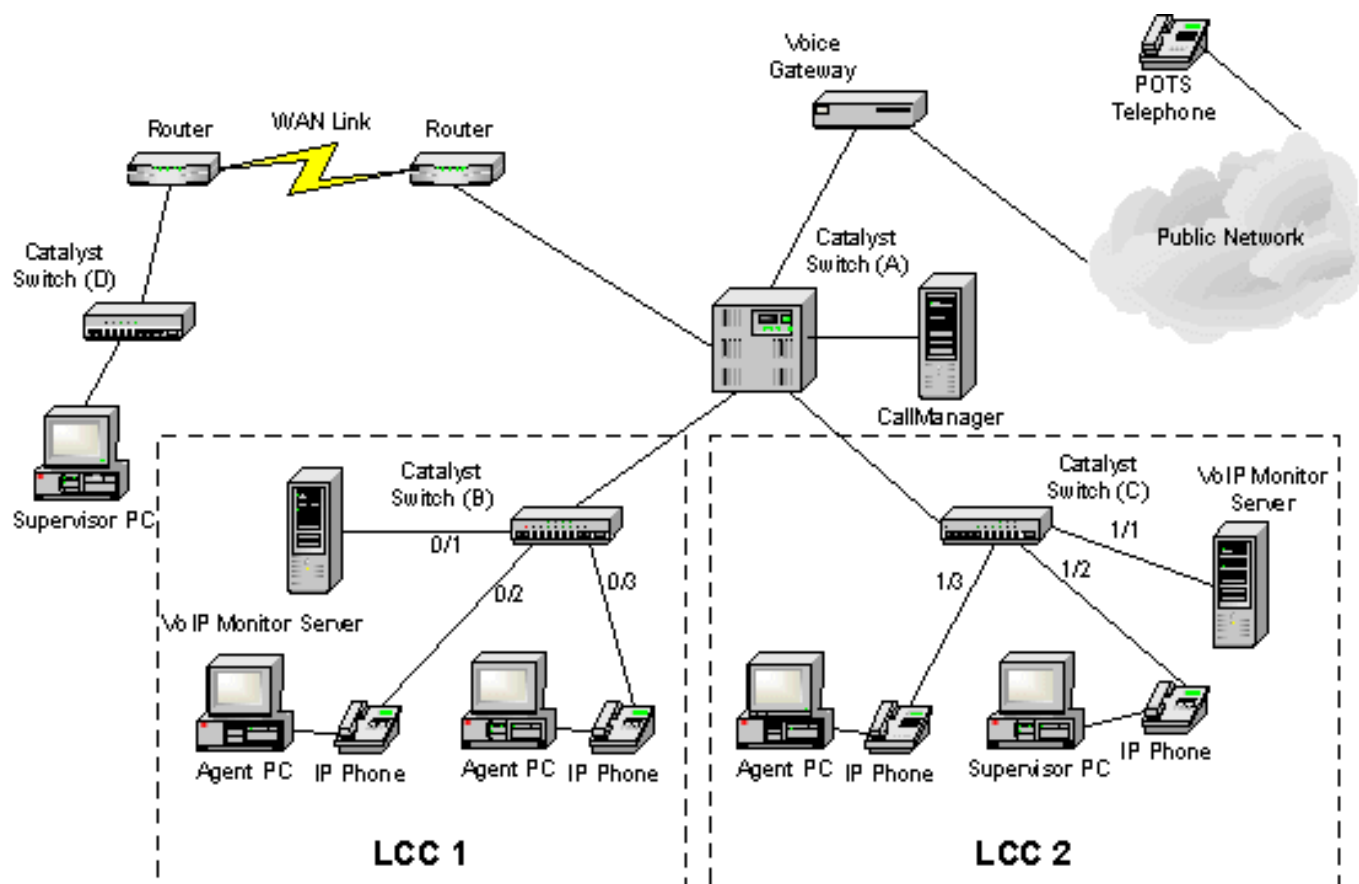 Voice
Gateway
POTS
Telephone
Router
WAN Link
Router
Public Network
Catalyst
Switch (D)
Catalyst
Switch (A)
CallManager
Supervisor PC
Catalyst
Switch (B)
0/1
0/2
0/3
VoIP Monitor Server
Agent PC
IP Phone
Agent PC
IP Phone
LCC 1
Catalyst
Switch (C)
VoIP Monitor
Server
1/1
1/2
1/3
Agent PC
IP Phone
Supervisor PC
IP Phone
LCC 2